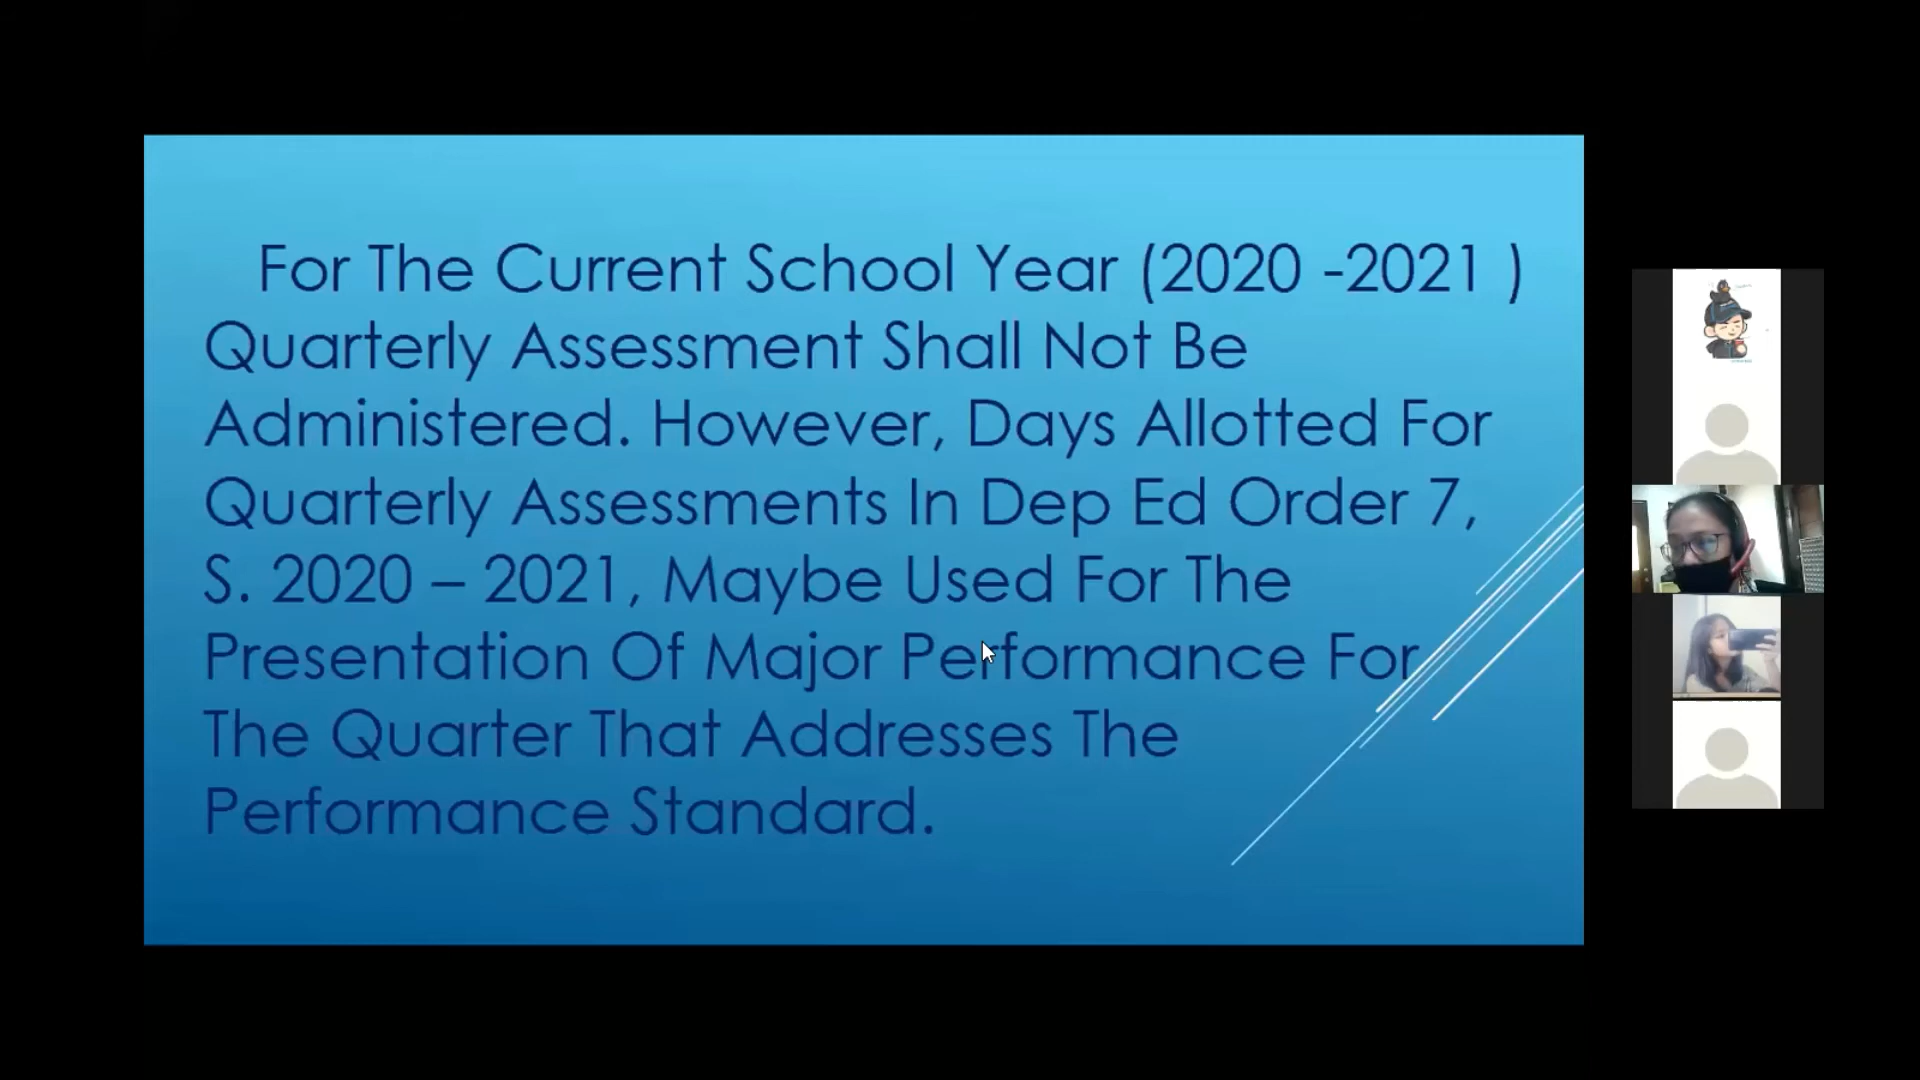 For The Current School Year (2020 -2021 )
Quarterly Assessment Shall Not Be
Administered. However, Days Allotted For
Quarterly Assessments In Dep Ed Order 7,
S. 2020 – 2021, Maybe Used For The
Presentation Of Major Performance For
The Quarter That Addresses The
Performance Standard.